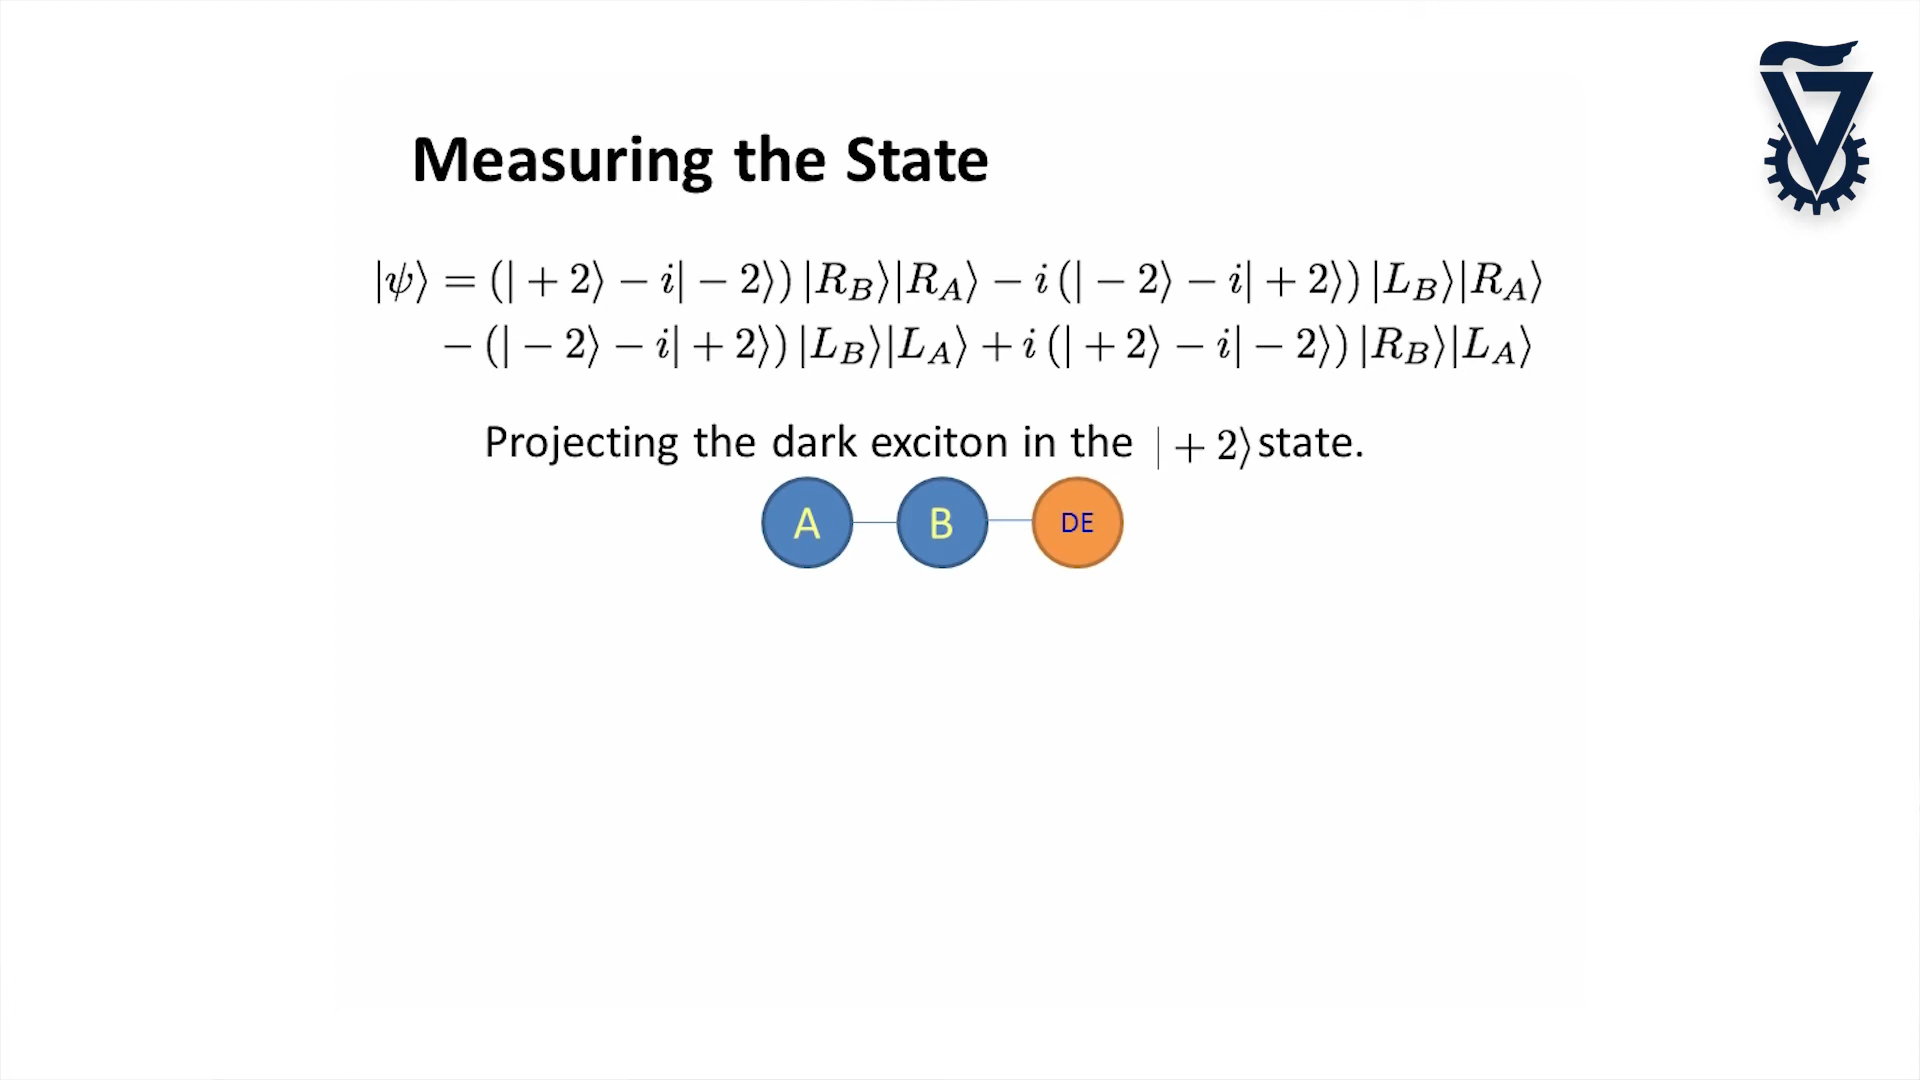 Measuring the State
|ψ⟩ = (| + 2⟩ − i| − 2⟩) |R_B⟩|R_A⟩ − i (| − 2⟩ − i| + 2⟩) |L_B⟩|R_A⟩
− (| − 2⟩ − i| + 2⟩) |L_B⟩|L_A⟩ + i (| + 2⟩ − i| − 2⟩) |R_B⟩|L_A⟩
Projecting the dark exciton in the | + 2⟩ state.
A B DE